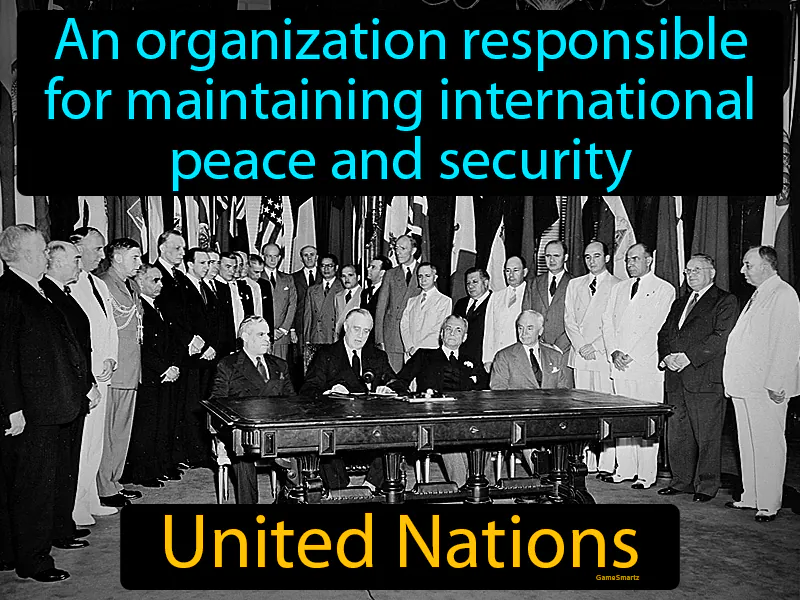 An organization responsible
for maintaining international
peace and security
United Nations
GameSmartz